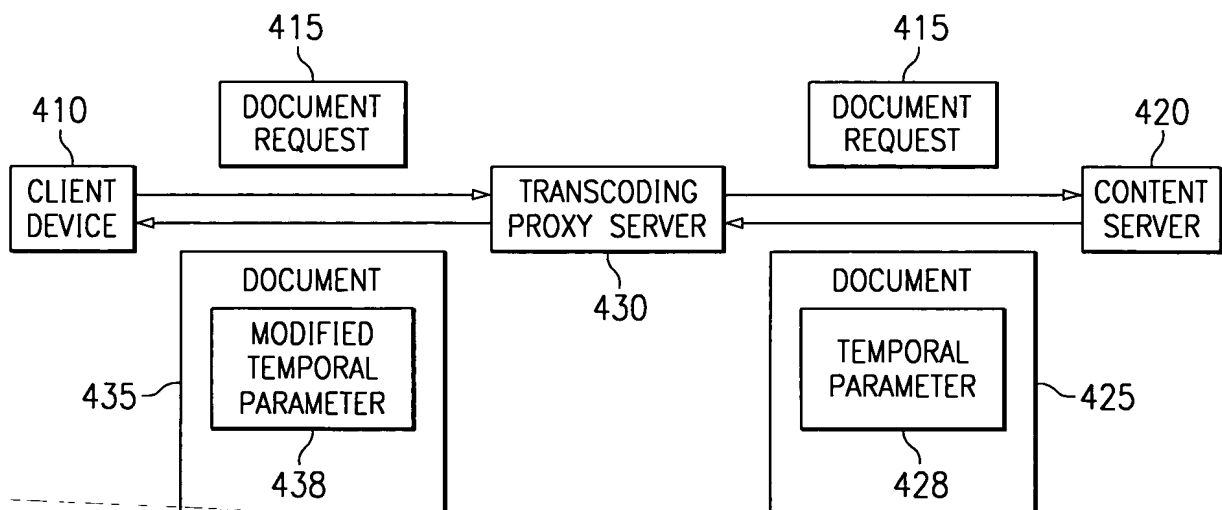 415
415
410
DOCUMENT
REQUEST
DOCUMENT
REQUEST
420
CLIENT
DEVICE
TRANSCODING
PROXY SERVER
CONTENT
SERVER
430
DOCUMENT
MODIFIED
TEMPORAL
PARAMETER
435
438
DOCUMENT
TEMPORAL
PARAMETER
425
428